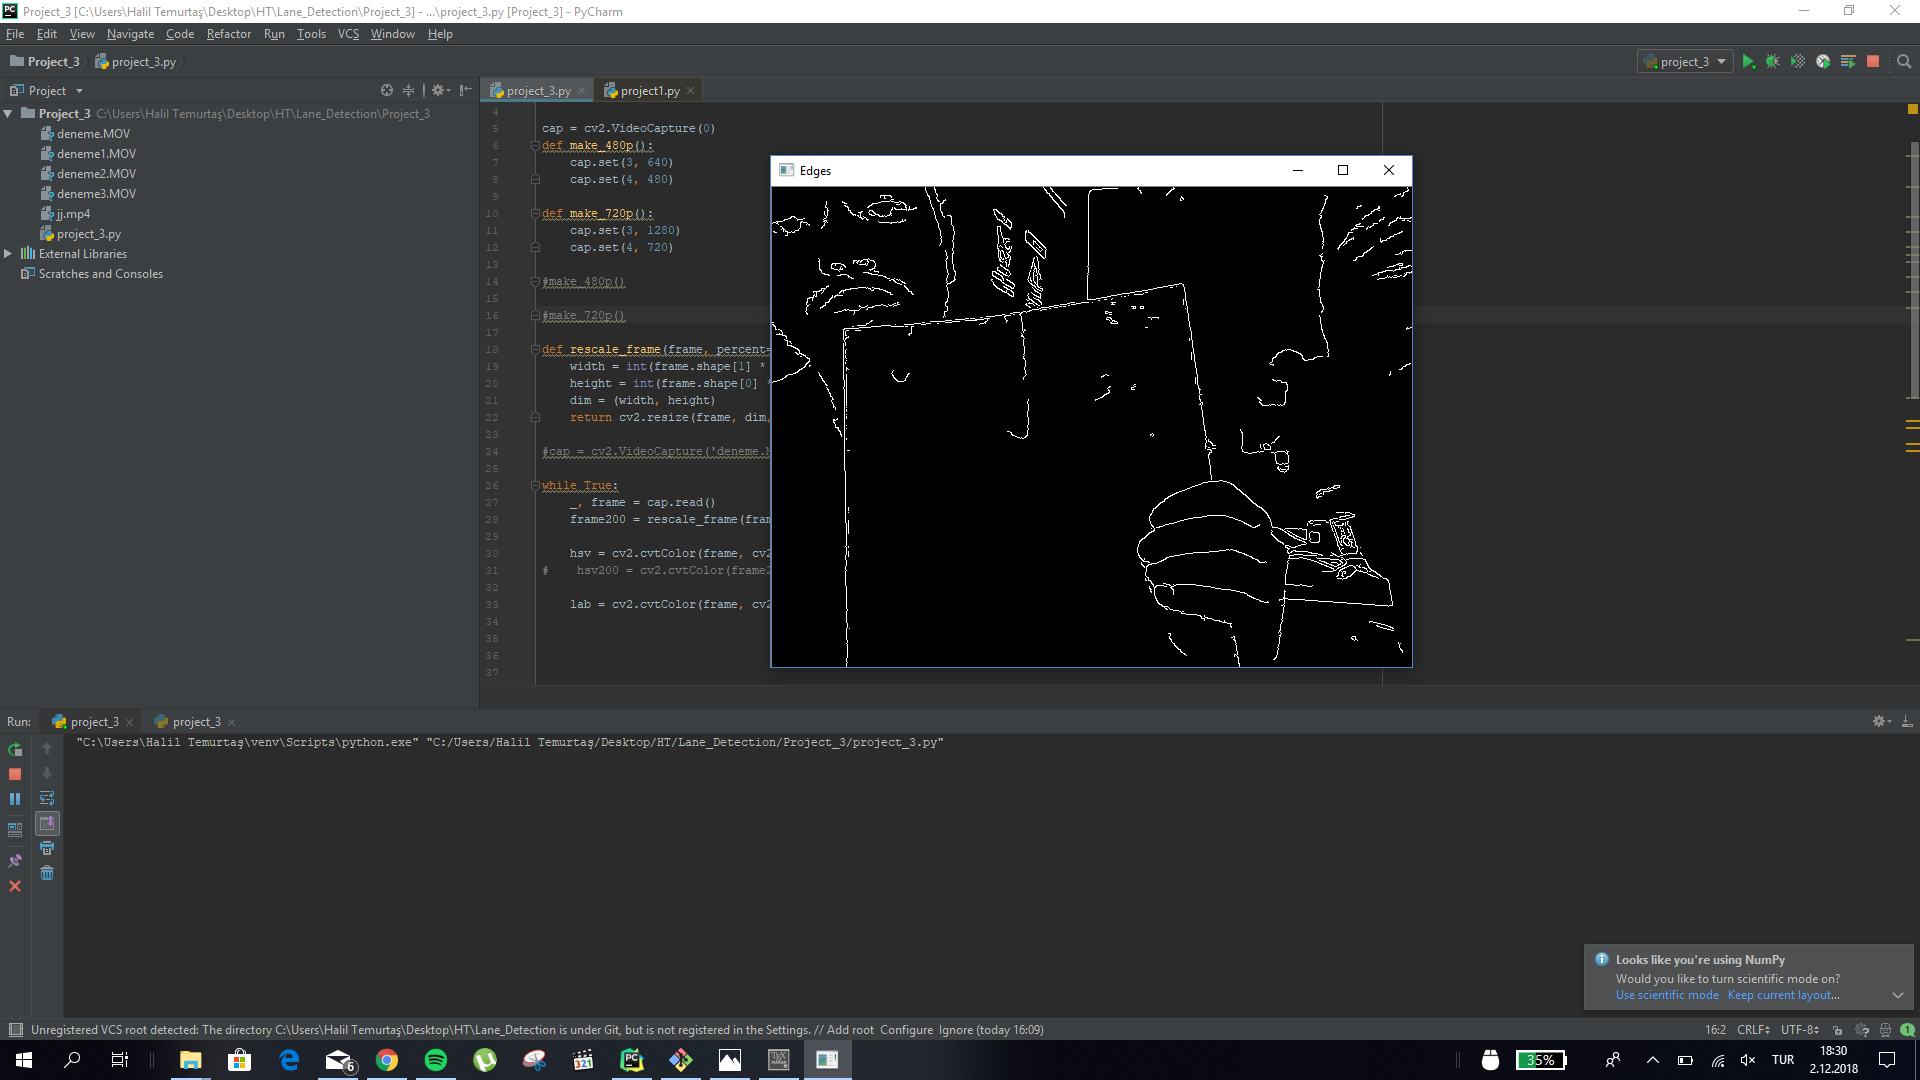 Project_3 [C:\Users\Halil Temurtaş\Desktop\HT\Lane_Detection\Project_3] - ...\project_3.py [Project_3] - PyCharm
File Edit View Navigate Code Refactor Run Tools VCS Window Help
Project_3 project_3.py project_3
Project
project_3.py project1.py
Project_3 C:\Users\Halil Temurtaş\Desktop\HT\Lane_Detection\Project_3
deneme.MOV
deneme1.MOV
deneme2.MOV
deneme3.MOV
jj.mp4
project_3.py
External Libraries
Scratches and Consoles
4
5 cap = cv2.VideoCapture(0)
6 def make_480p():
7 cap.set(3, 640)
8 cap.set(4, 480)
9
10 def make_720p():
11 cap.set(3, 1280)
12 cap.set(4, 720)
13
14 #make_480p()
15
16 #make_720p()
17
18 def rescale_frame(frame, percent=
19 width = int(frame.shape[1] *
20 height = int(frame.shape[0] *
21 dim = (width, height)
22 return cv2.resize(frame, dim,
23
24 #cap = cv2.VideoCapture('deneme.M
25
26 while True:
27 _, frame = cap.read()
28 frame200 = rescale_frame(fram
29
30 hsv = cv2.cvtColor(frame, cv2
31 # hsv200 = cv2.cvtColor(frame2
32
33 lab = cv2.cvtColor(frame, cv2
34
35
36
37
Edges
Run: project_3 project_3
"C:\Users\Halil Temurtaş\venv\Scripts\python.exe" "C:/Users/Halil Temurtaş/Desktop/HT/Lane_Detection/Project_3/project_3.py"
Looks like you're using NumPy
Would you like to turn scientific mode on?
Use scientific mode Keep current layout...
Unregistered VCS root detected: The directory C:\Users\Halil Temurtaş\Desktop\HT\Lane_Detection is under Git, but is not registered in the Settings. // Add root Configure Ignore (today 16:09)
16:2 CRLF UTF-8 1
6
321
PC
35%
TUR
18:30
2.12.2018